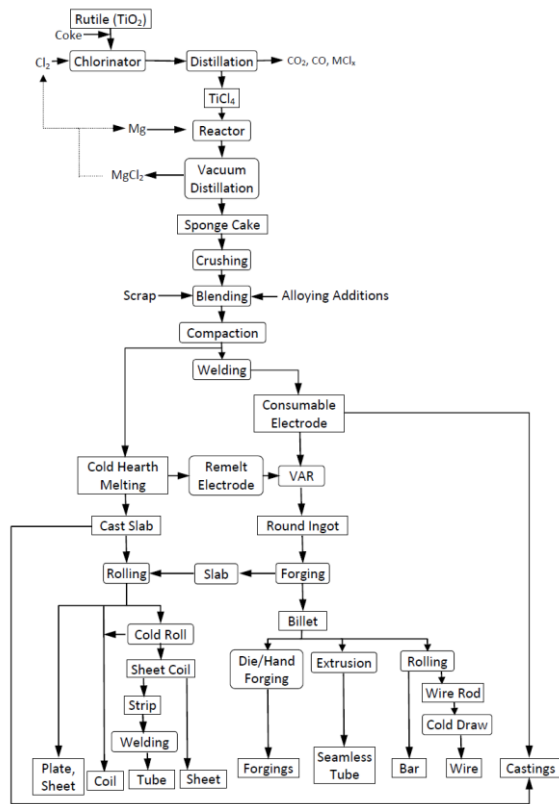 Rutile (TiO₂)
Coke
Cl₂
Chlorinator
Distillation
CO₂, CO, MClₓ
TiCl₄
Mg
Reactor
MgCl₂
Vacuum
Distillation
Sponge Cake
Crushing
Scrap
Blending
Alloying Additions
Compaction
Welding
Consumable
Electrode
Cold Hearth
Melting
Remelt
Electrode
VAR
Cast Slab
Round Ingot
Rolling
Slab
Forging
Billet
Cold Roll
Sheet Coil
Strip
Welding
Die/Hand
Forging
Extrusion
Rolling
Wire Rod
Cold Draw
Plate,
Sheet
Coil
Tube
Sheet
Forgings
Seamless
Tube
Bar
Wire
Castings